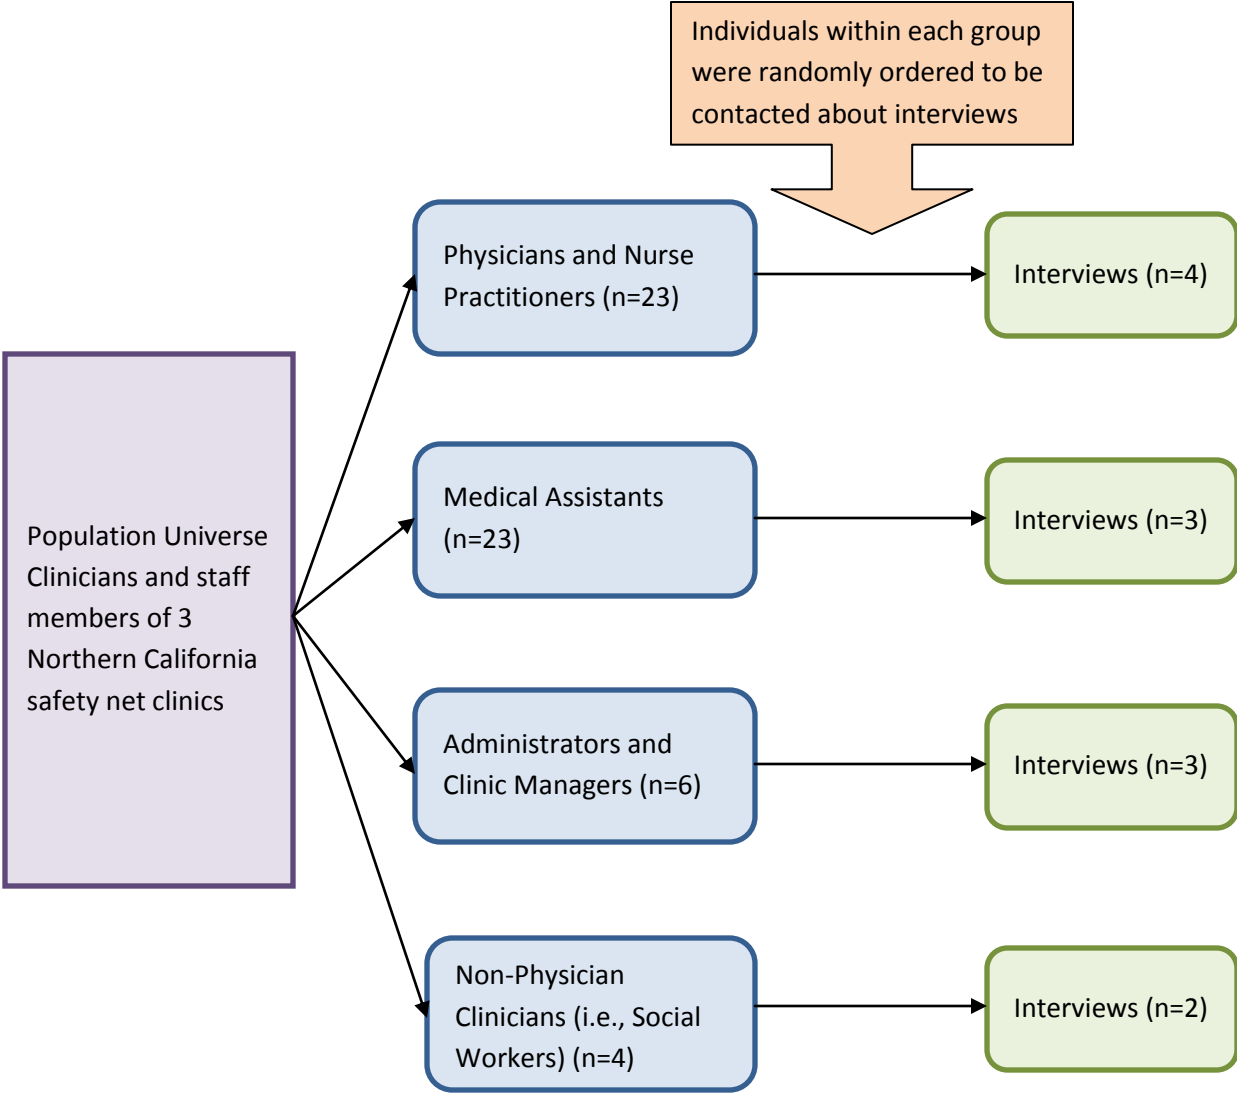 Individuals within each group
were randomly ordered to be
contacted about interviews
Physicians and Nurse
Practitioners (n=23)
Interviews (n=4)
Population Universe
Clinicians and staff
members of 3
Northern California
safety net clinics
Medical Assistants
(n=23)
Interviews (n=3)
Administrators and
Clinic Managers (n=6)
Interviews (n=3)
Non-Physician
Clinicians (i.e., Social
Workers) (n=4)
Interviews (n=2)